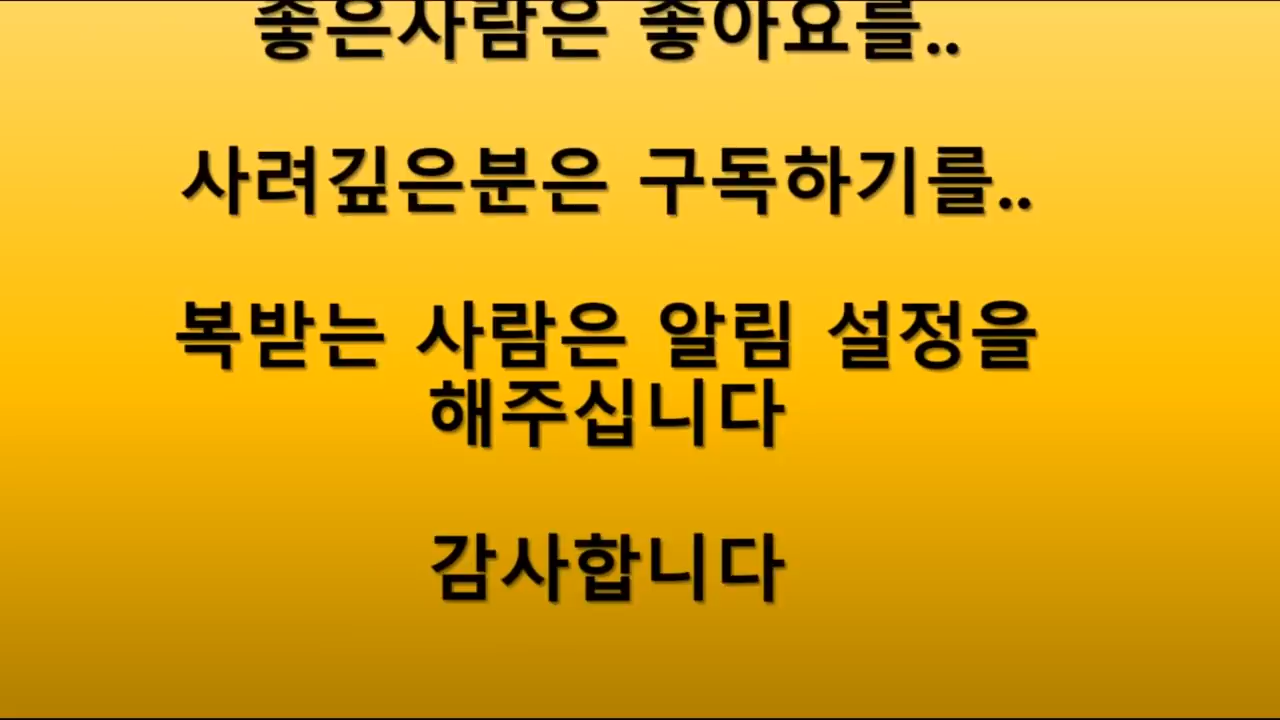 좋은사람은 좋아요를..
사려깊은분은 구독하기를..
복받는 사람은 알림 설정을
해주십니다
감사합니다